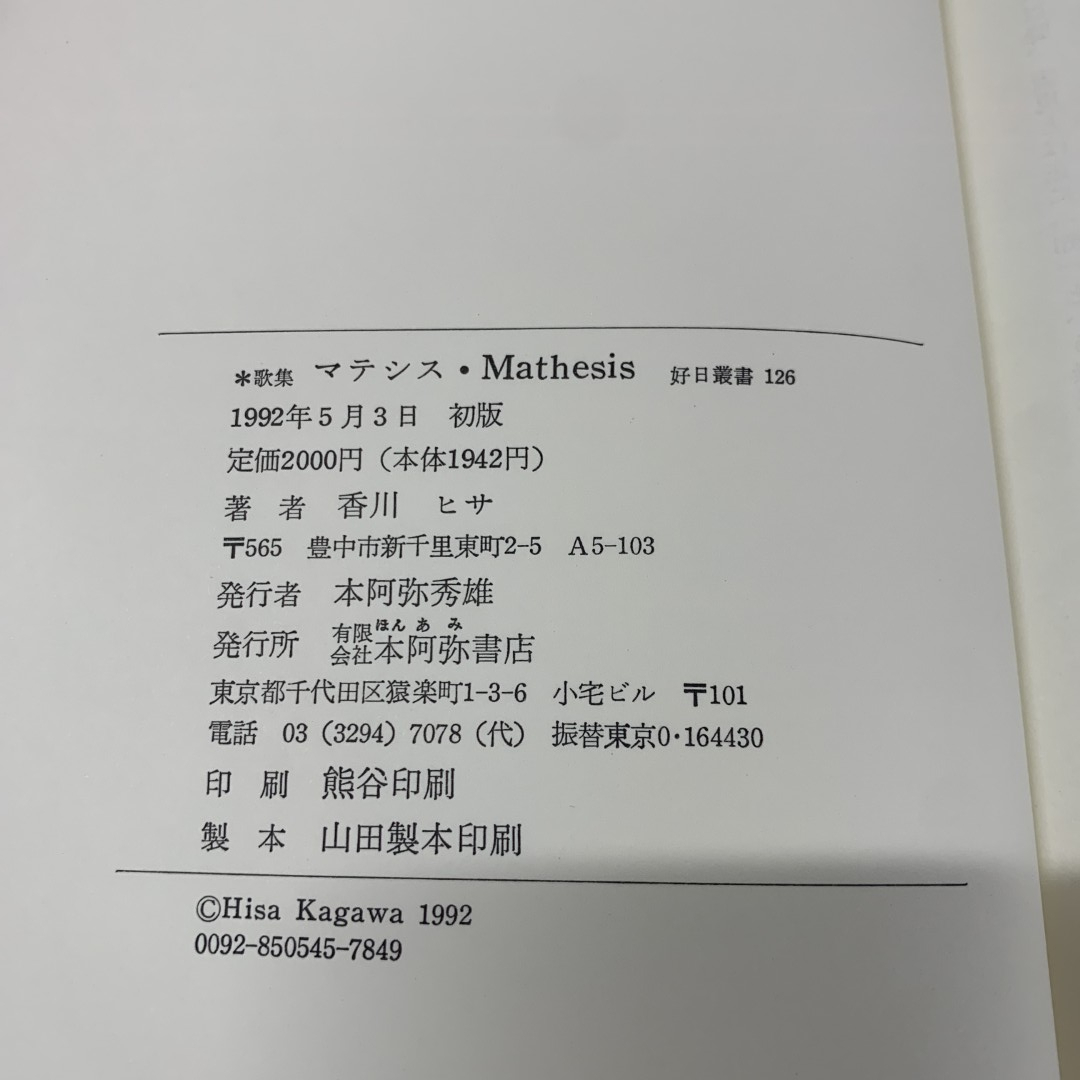 ＊歌集 マテシス・Mathesis 好日叢書 126
1992年5月3日 初版
定価2000円（本体1942円）
著 者 香川 ヒサ
〒565 豊中市新千里東町2-5 A5-103
発行者 本阿弥秀雄
ほん あ み
発行所 有限会社本阿弥書店
東京都千代田区猿楽町1-3-6 小宅ビル 〒101
電話 03（3294）7078（代） 振替東京0・164430
印 刷 熊谷印刷
製 本 山田製本印刷
©Hisa Kagawa 1992
0092-850545-7849